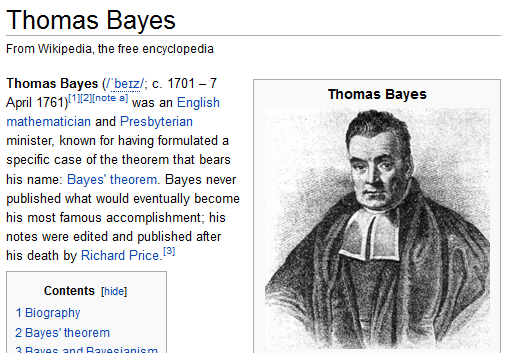 Thomas Bayes
From Wikipedia, the free encyclopedia
Thomas Bayes (/ˈbeɪz/; c. 1701 – 7
April 1761)[1][2][note a] was an English
mathematician and Presbyterian
minister, known for having formulated a
specific case of the theorem that bears
his name: Bayes' theorem. Bayes never
published what would eventually become
his most famous accomplishment; his
notes were edited and published after
his death by Richard Price.[3]
Thomas Bayes
Contents [hide]
1 Biography
2 Bayes' theorem
3 Bayes and Bayesianism